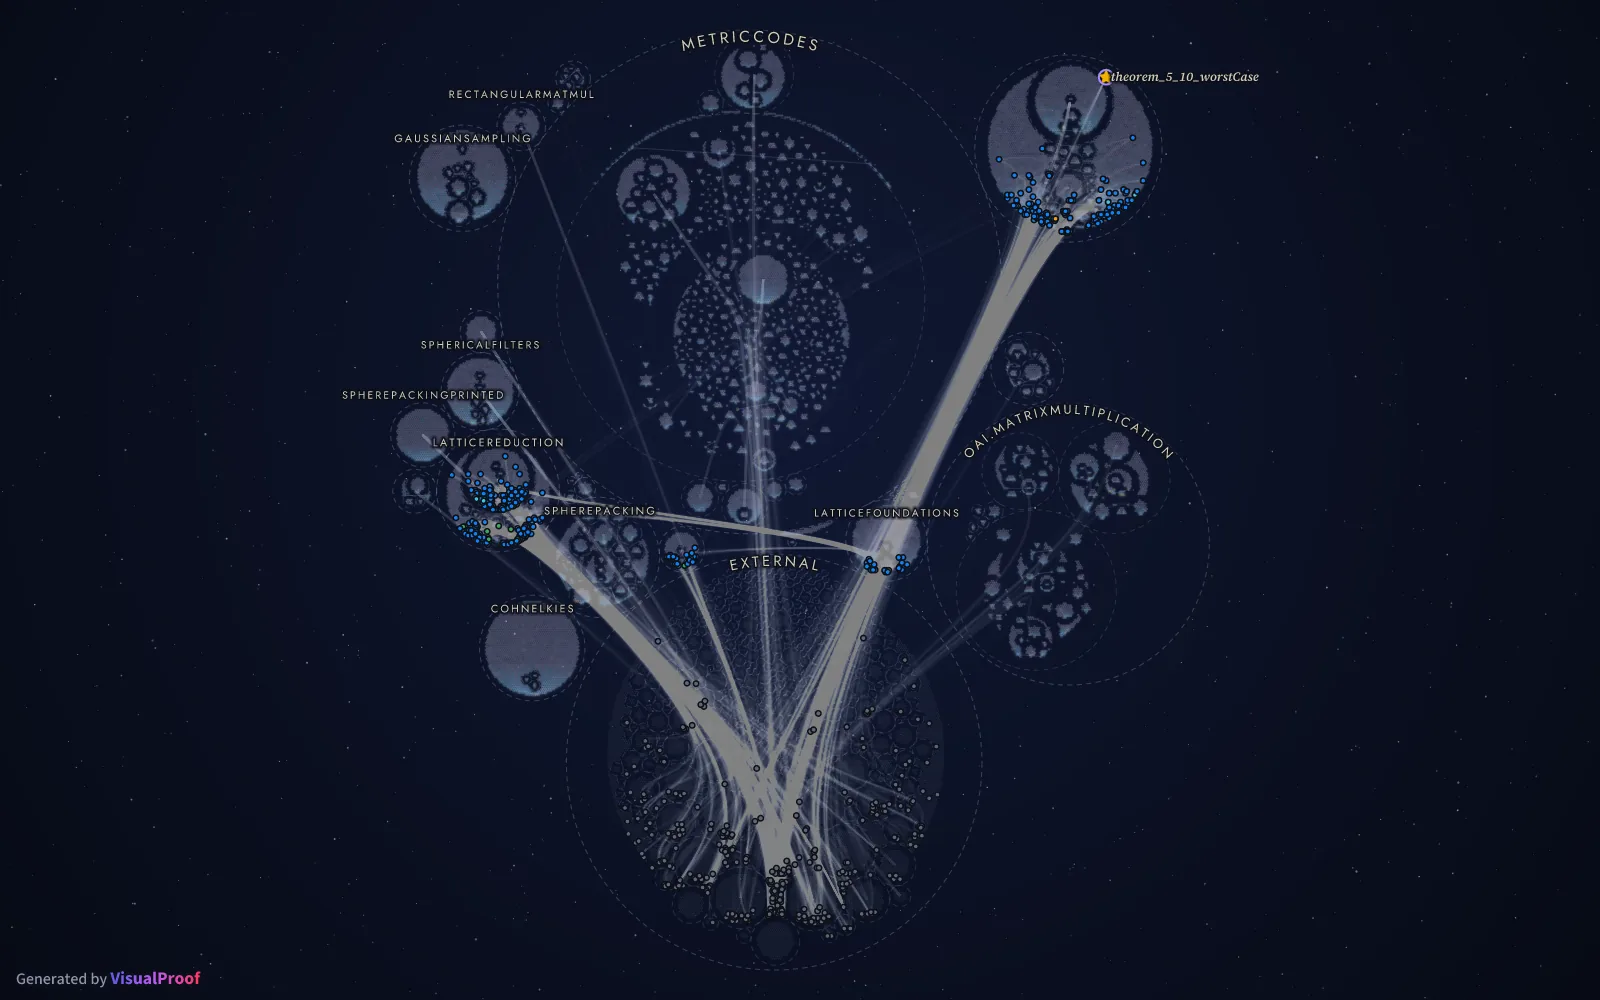 METRICCODES
theorem_5_10_worstCase
RECTANGULARMATMUL
GAUSSIANSAMPLING
SPHERICALFILTERS
SPHEREPACKINGPRINTED
LATTICEREDUCTION
OAI.MATRIXMULTIPLICATION
SPHEREPACKING
LATTICEFOUNDATIONS
EXTERNAL
COHNELKIES
Generated by VisualProof